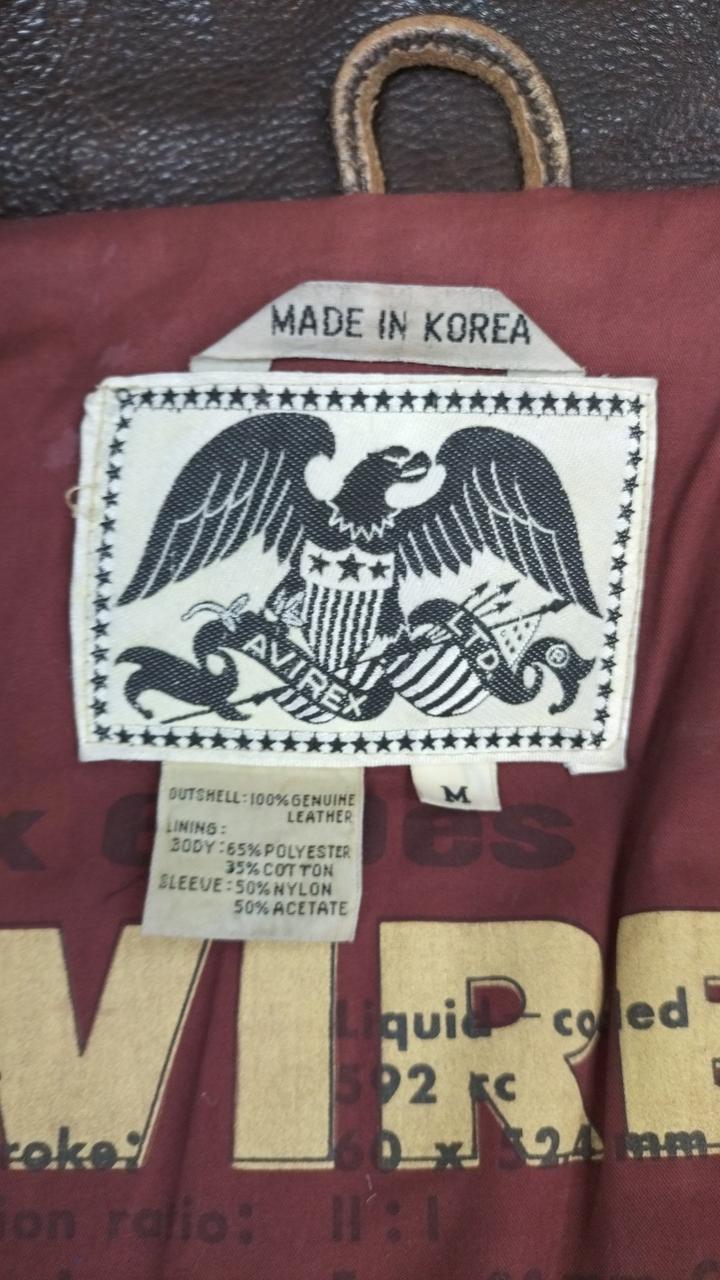 MADE IN KOREA
AVIREX LTD ®
OUTSHELL:100%GENUINE
LEATHER
LINING:
BODY:65%POLYESTER
35%COTTON
SLEEVE:50%NYLON
50%ACETATE
M
VIRE
Liquid-cooled
592 cc
roke: 60 x 524 mm
ion ratio: 11:1